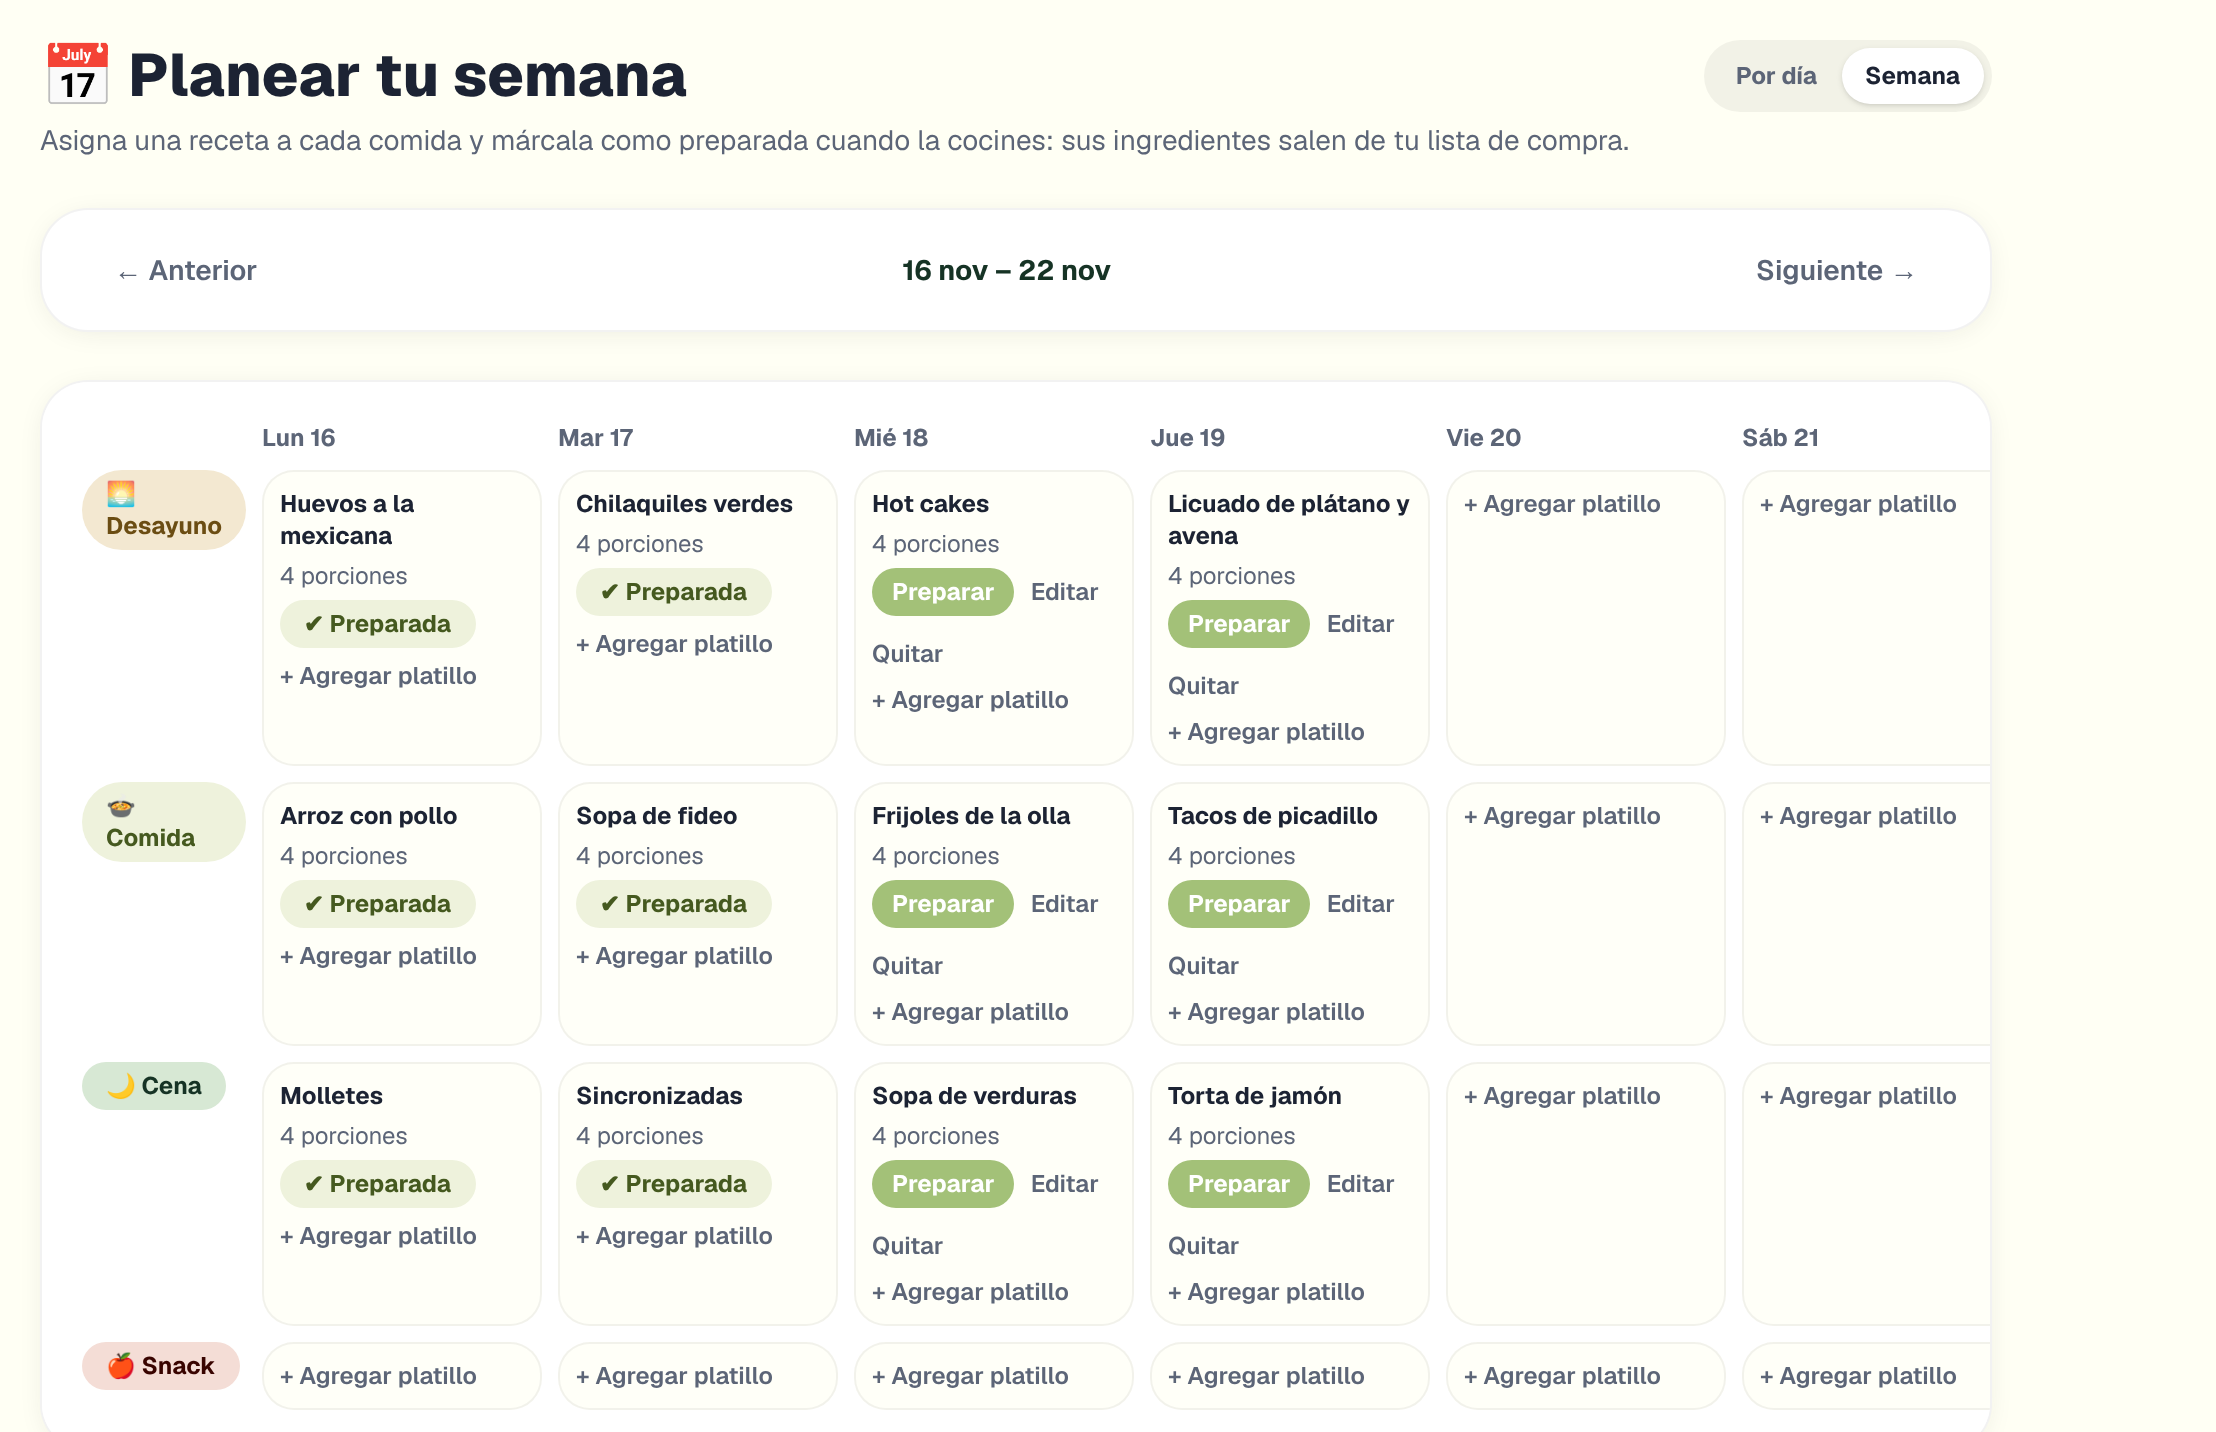 July
17
Planear tu semana
Por día
Semana
Asigna una receta a cada comida y márcala como preparada cuando la cocines: sus ingredientes salen de tu lista de compra.
← Anterior
16 nov – 22 nov
Siguiente →
Lun 16
Mar 17
Mié 18
Jue 19
Vie 20
Sáb 21
Desayuno
Huevos a la
mexicana
4 porciones
✔ Preparada
+ Agregar platillo
Chilaquiles verdes
4 porciones
✔ Preparada
+ Agregar platillo
Hot cakes
4 porciones
Preparar
Editar
Quitar
+ Agregar platillo
Licuado de plátano y
avena
4 porciones
Preparar
Editar
Quitar
+ Agregar platillo
+ Agregar platillo
+ Agregar platillo
Comida
Arroz con pollo
4 porciones
✔ Preparada
+ Agregar platillo
Sopa de fideo
4 porciones
✔ Preparada
+ Agregar platillo
Frijoles de la olla
4 porciones
Preparar
Editar
Quitar
+ Agregar platillo
Tacos de picadillo
4 porciones
Preparar
Editar
Quitar
+ Agregar platillo
+ Agregar platillo
+ Agregar platillo
Cena
Molletes
4 porciones
✔ Preparada
+ Agregar platillo
Sincronizadas
4 porciones
✔ Preparada
+ Agregar platillo
Sopa de verduras
4 porciones
Preparar
Editar
Quitar
+ Agregar platillo
Torta de jamón
4 porciones
Preparar
Editar
Quitar
+ Agregar platillo
+ Agregar platillo
+ Agregar platillo
Snack
+ Agregar platillo
+ Agregar platillo
+ Agregar platillo
+ Agregar platillo
+ Agregar platillo
+ Agregar platillo